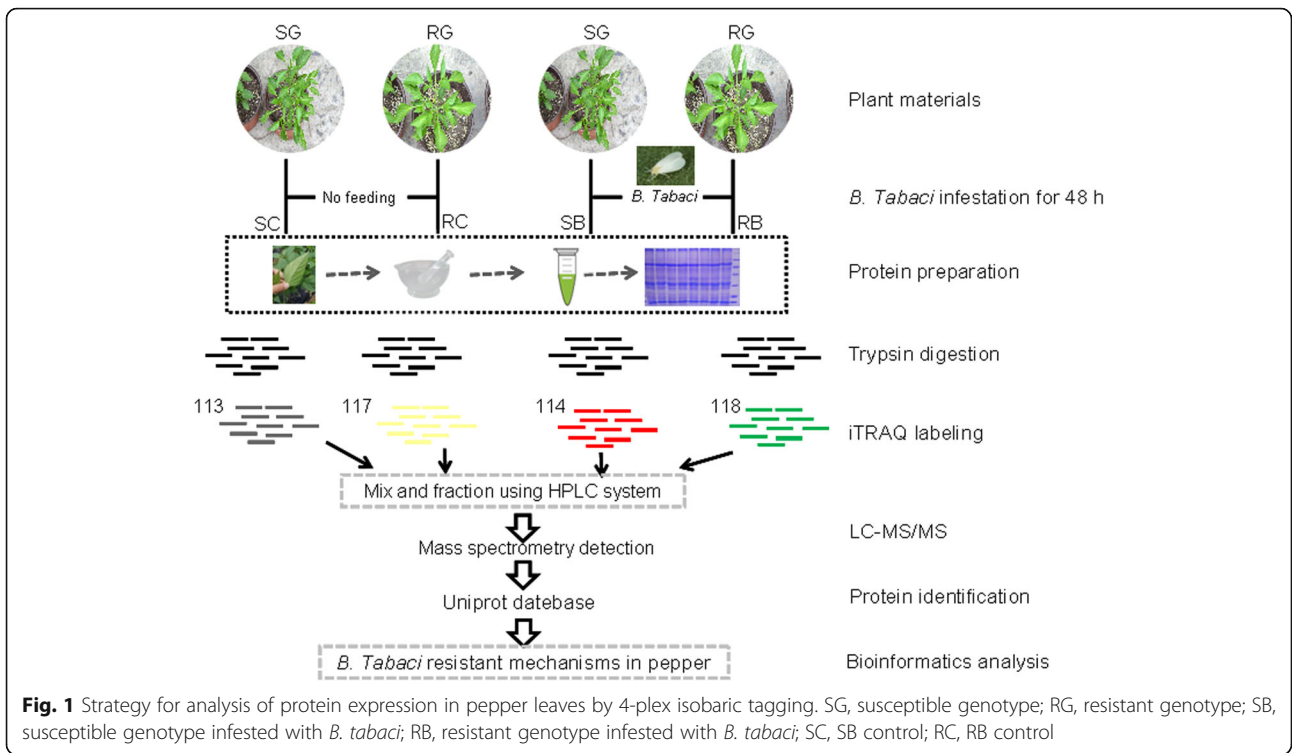 SG RG SG RG
Plant materials
No feeding
B. Tabaci
B. Tabaci infestation for 48 h
SC RC SB RB
Protein preparation
Trypsin digestion
113 117 114 118
iTRAQ labeling
Mix and fraction using HPLC system
LC-MS/MS
Mass spectrometry detection
Uniprot datebase
Protein identification
B. Tabaci resistant mechanisms in pepper
Bioinformatics analysis
Fig. 1 Strategy for analysis of protein expression in pepper leaves by 4-plex isobaric tagging. SG, susceptible genotype; RG, resistant genotype; SB,
susceptible genotype infested with B. tabaci; RB, resistant genotype infested with B. tabaci; SC, SB control; RC, RB control